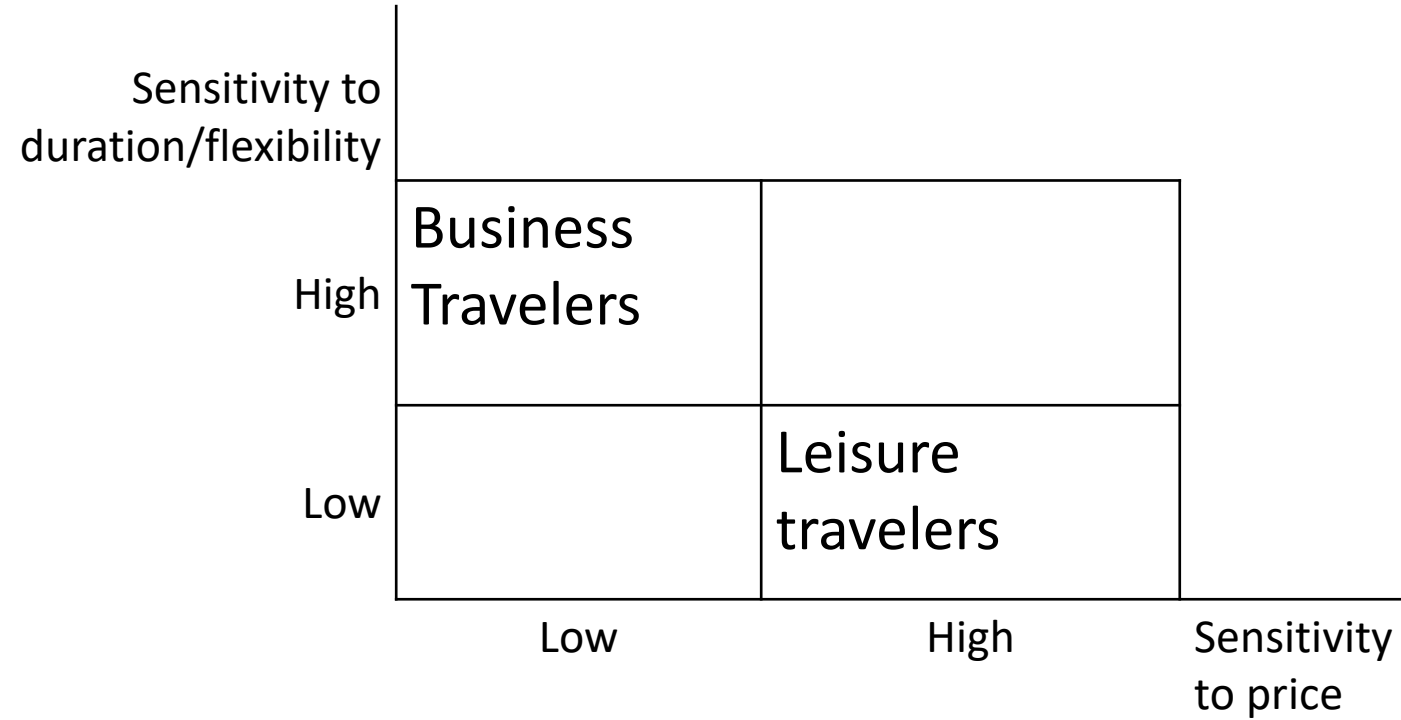 Sensitivity to
duration/flexibility
Business
Travelers
High
Leisure
travelers
Low
Low
High
Sensitivity
to price